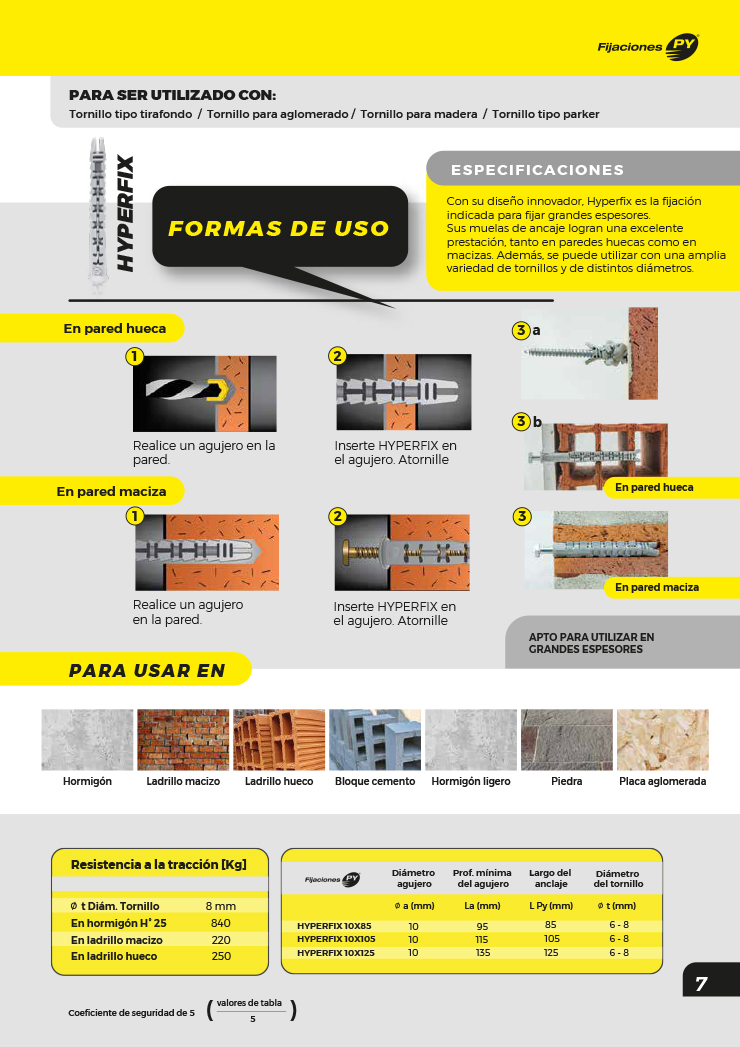 Fijaciones PY
PARA SER UTILIZADO CON:
Tornillo tipo tirafondo / Tornillo para aglomerado / Tornillo para madera / Tornillo tipo parker
HYPERFIX
FORMAS DE USO
ESPECIFICACIONES
Con su diseño innovador, Hyperfix es la fijación
indicada para fijar grandes espesores.
Sus muelas de ancaje logran una excelente
prestación, tanto en paredes huecas como en
macizas. Además, se puede utilizar con una amplia
variedad de tornillos y de distintos diámetros.
En pared hueca
1
Realice un agujero en la
pared.
2
Inserte HYPERFIX en
el agujero. Atornille
3 a
3 b
En pared hueca
En pared maciza
1
Realice un agujero
en la pared.
2
Inserte HYPERFIX en
el agujero. Atornille
3
En pared maciza
APTO PARA UTILIZAR EN
GRANDES ESPESORES
PARA USAR EN
Hormigón Ladrillo macizo Ladrillo hueco Bloque cemento Hormigón ligero Piedra Placa aglomerada
Resistencia a la tracción [Kg]
ø t Diám. Tornillo 8 mm
En hormigón H° 25 840
En ladrillo macizo 220
En ladrillo hueco 250
Fijaciones PY
Diámetro Prof. mínima Largo del Diámetro
agujero del agujero anclaje del tornillo
ø a (mm) La (mm) L Py (mm) ø t (mm)
HYPERFIX 10X85 10 95 85 6 - 8
HYPERFIX 10X105 10 115 105 6 - 8
HYPERFIX 10X125 10 135 125 6 - 8
7
Coeficiente de seguridad de 5 ( valores de tabla )
5